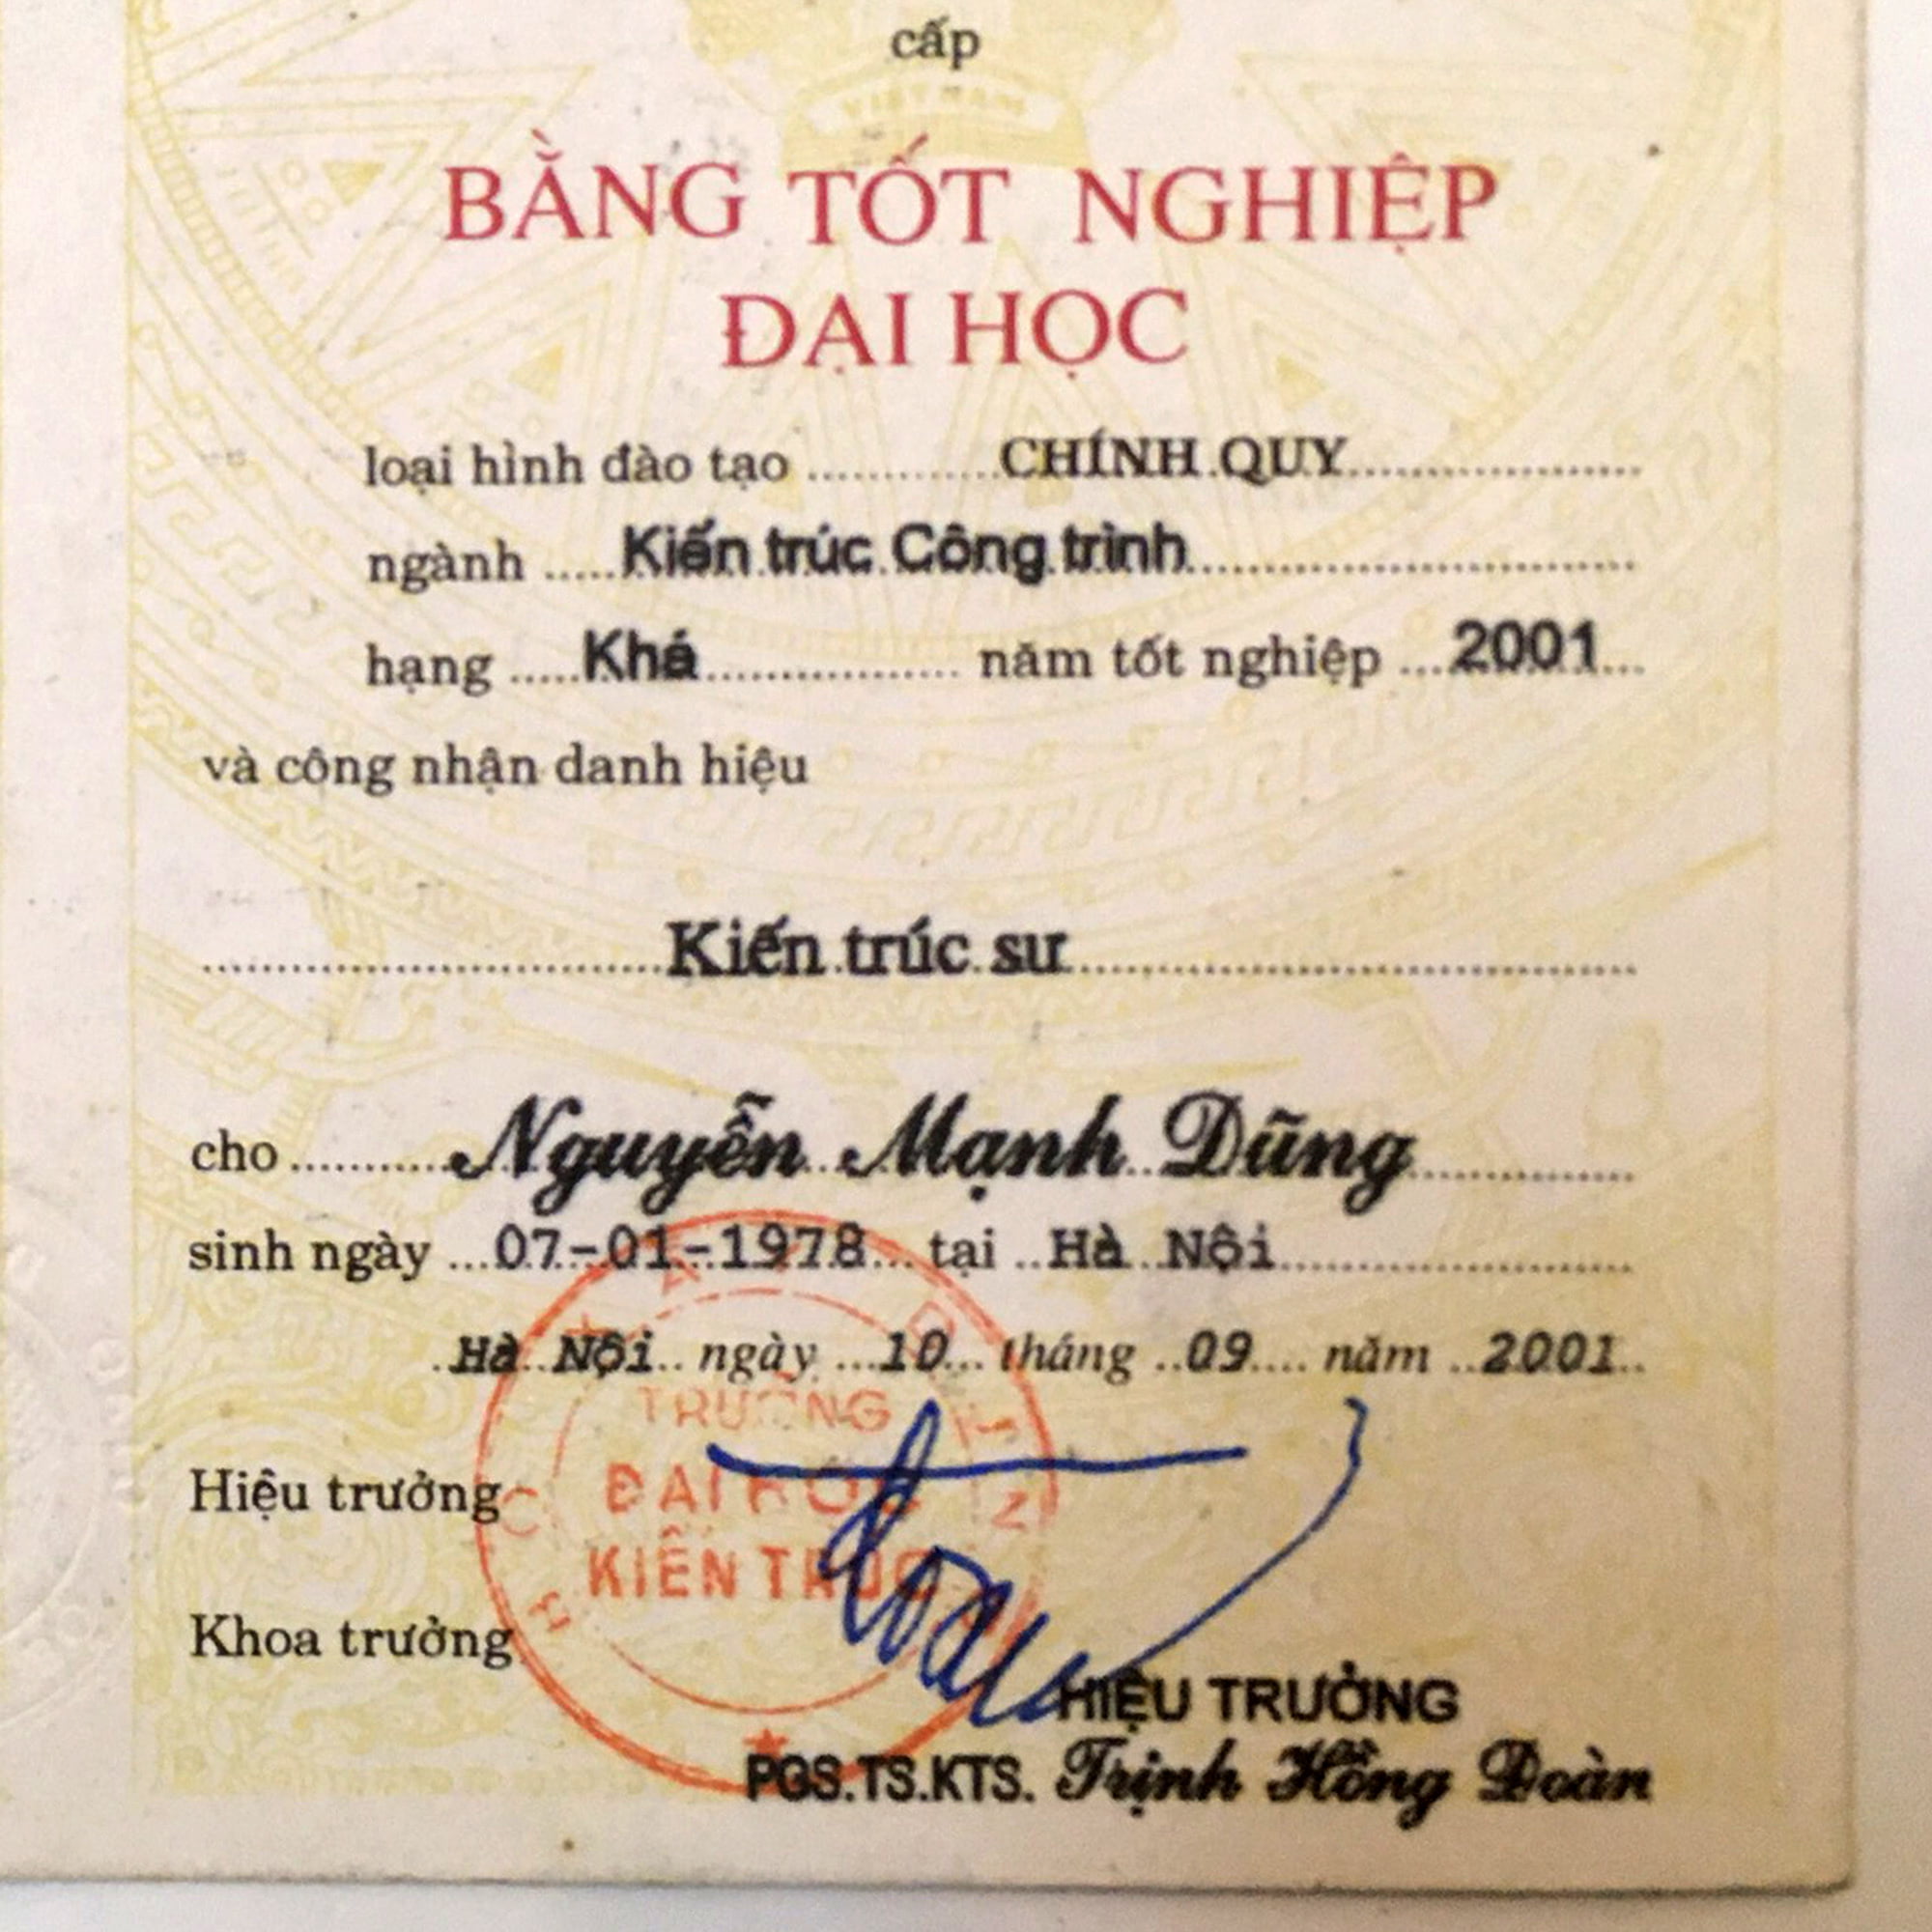 cấp
VIỆT NAM
BẰNG TỐT NGHIỆP
ĐẠI HỌC
loại hình đào tạo CHÍNH QUY
ngành Kiến trúc Công trình
hạng Khá năm tốt nghiệp 2001
và công nhận danh hiệu
Kiến trúc sư
cho Nguyễn Mạnh Dũng
sinh ngày 07-01-1978 tại Hà Nội
Hà Nội ngày 10 tháng 09 năm 2001
TRƯỜNG
Hiệu trưởng
ĐẠI HỌC
KIẾN TRÚC
Khoa trưởng
HIỆU TRƯỞNG
PGS.TS.KTS. Trịnh Hồng Đoàn